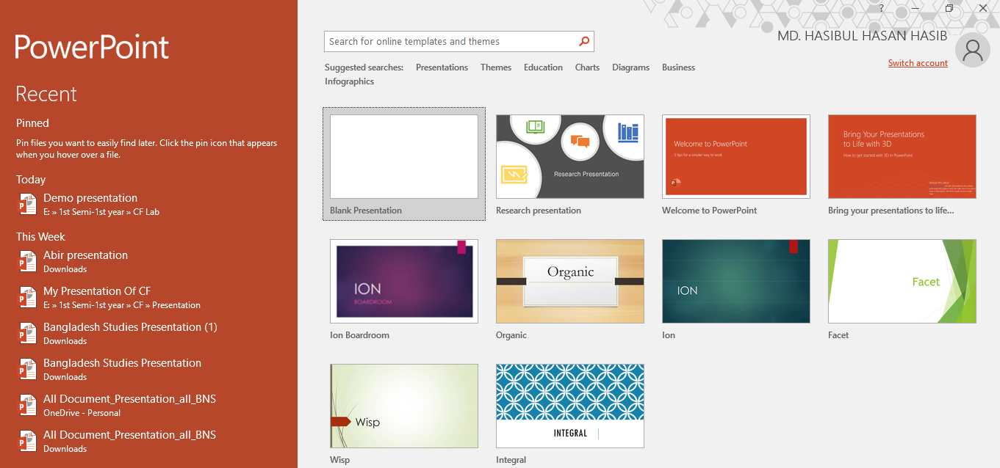 PowerPoint
Recent
Pinned
Pin files you want to easily find later. Click the pin icon that appears
when you hover over a file.
Today
Demo presentation
E: » 1st Semi-1st year » CF Lab
This Week
Abir presentation
Downloads
My Presentation Of CF
E: » 1st Semi-1st year » CF » Presentation
Bangladesh Studies Presentation (1)
Downloads
Bangladesh Studies Presentation
Downloads
All Document_Presentation_all_BNS
OneDrive - Personal
All Document_Presentation_all_BNS
Downloads
?
MD. HASIBUL HASAN HASIB
Switch account
Search for online templates and themes
Suggested searches: Presentations Themes Education Charts Diagrams Business
Infographics
Blank Presentation
Research Presentation
Research presentation
Welcome to PowerPoint
5 tips for a simpler way to work
Welcome to PowerPoint
Bring Your Presentations
to Life with 3D
How to get started with 3D in PowerPoint
Bring your presentations to life...
ION
BOARDROOM
Ion Boardroom
Organic
Organic
ION
Ion
Facet
Facet
Wisp
Wisp
INTEGRAL
Integral